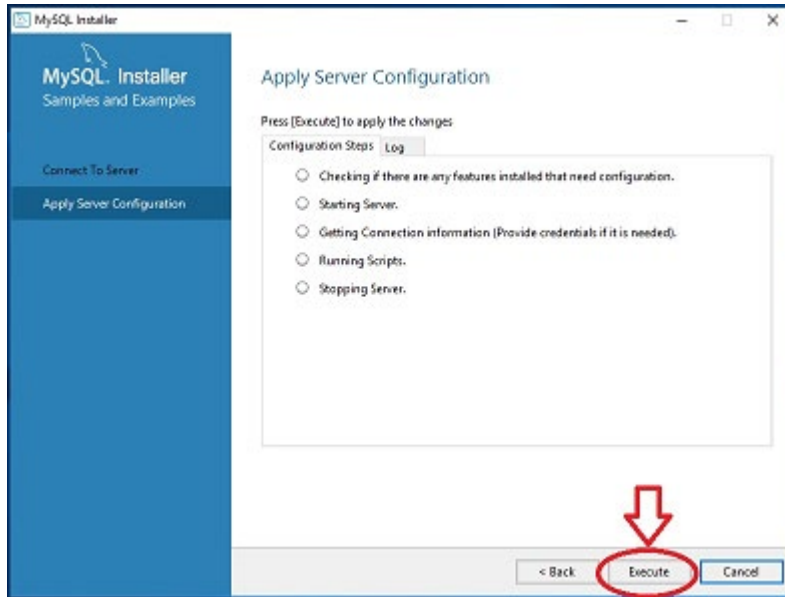 MySQL Installer
MySQL. Installer
Samples and Examples
Connect To Server
Apply Server Configuration
Apply Server Configuration
Press [Execute] to apply the changes
Configuration Steps
Log
Checking if there are any features installed that need configuration.
Starting Server.
Getting Connection information (Provide credentials if it is needed).
Running Scripts.
Stopping Server.
< Back
Execute
Cancel